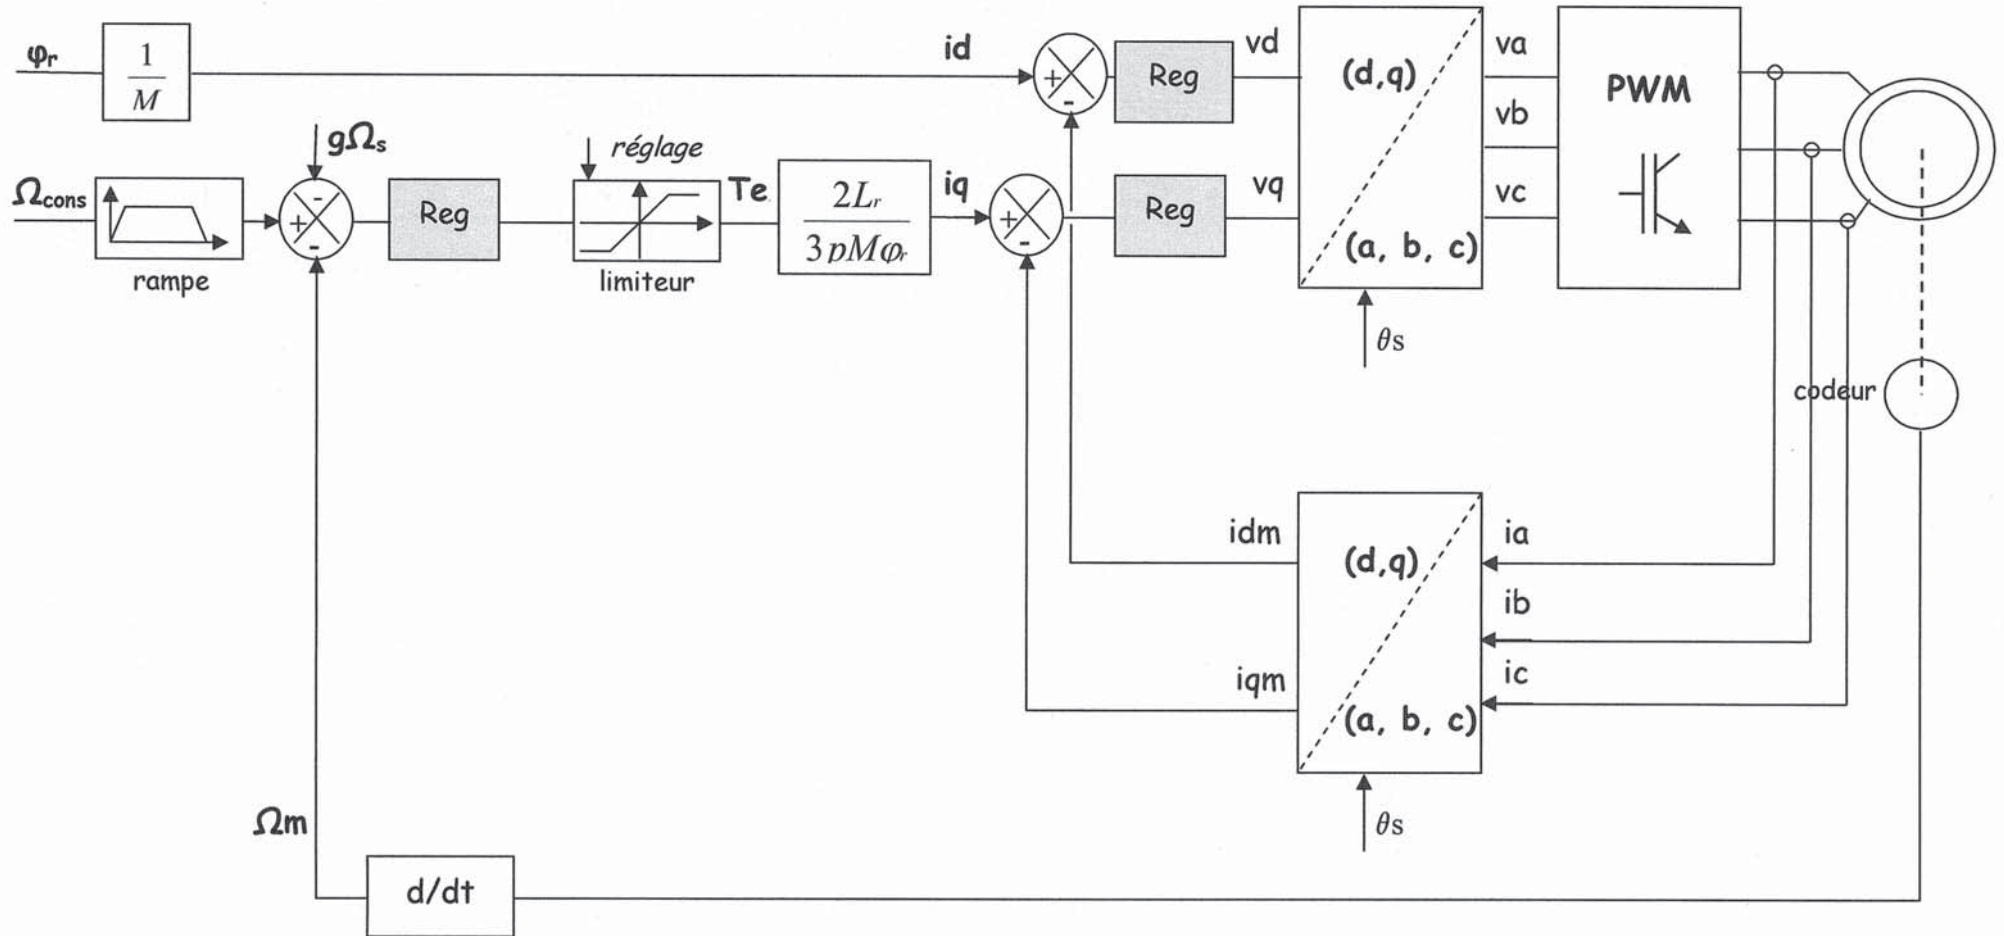 φr
1
M
id
+
-
Reg
vd
(d,q)
(a, b, c)
θs
va
vb
vc
PWM
gΩs
Ωcons
rampe
-
+
-
Reg
réglage
limiteur
Te
2Lr
3pMφr
iq
+
-
Reg
vq
codeur
idm
iqm
(d,q)
(a, b, c)
θs
ia
ib
ic
Ωm
d/dt